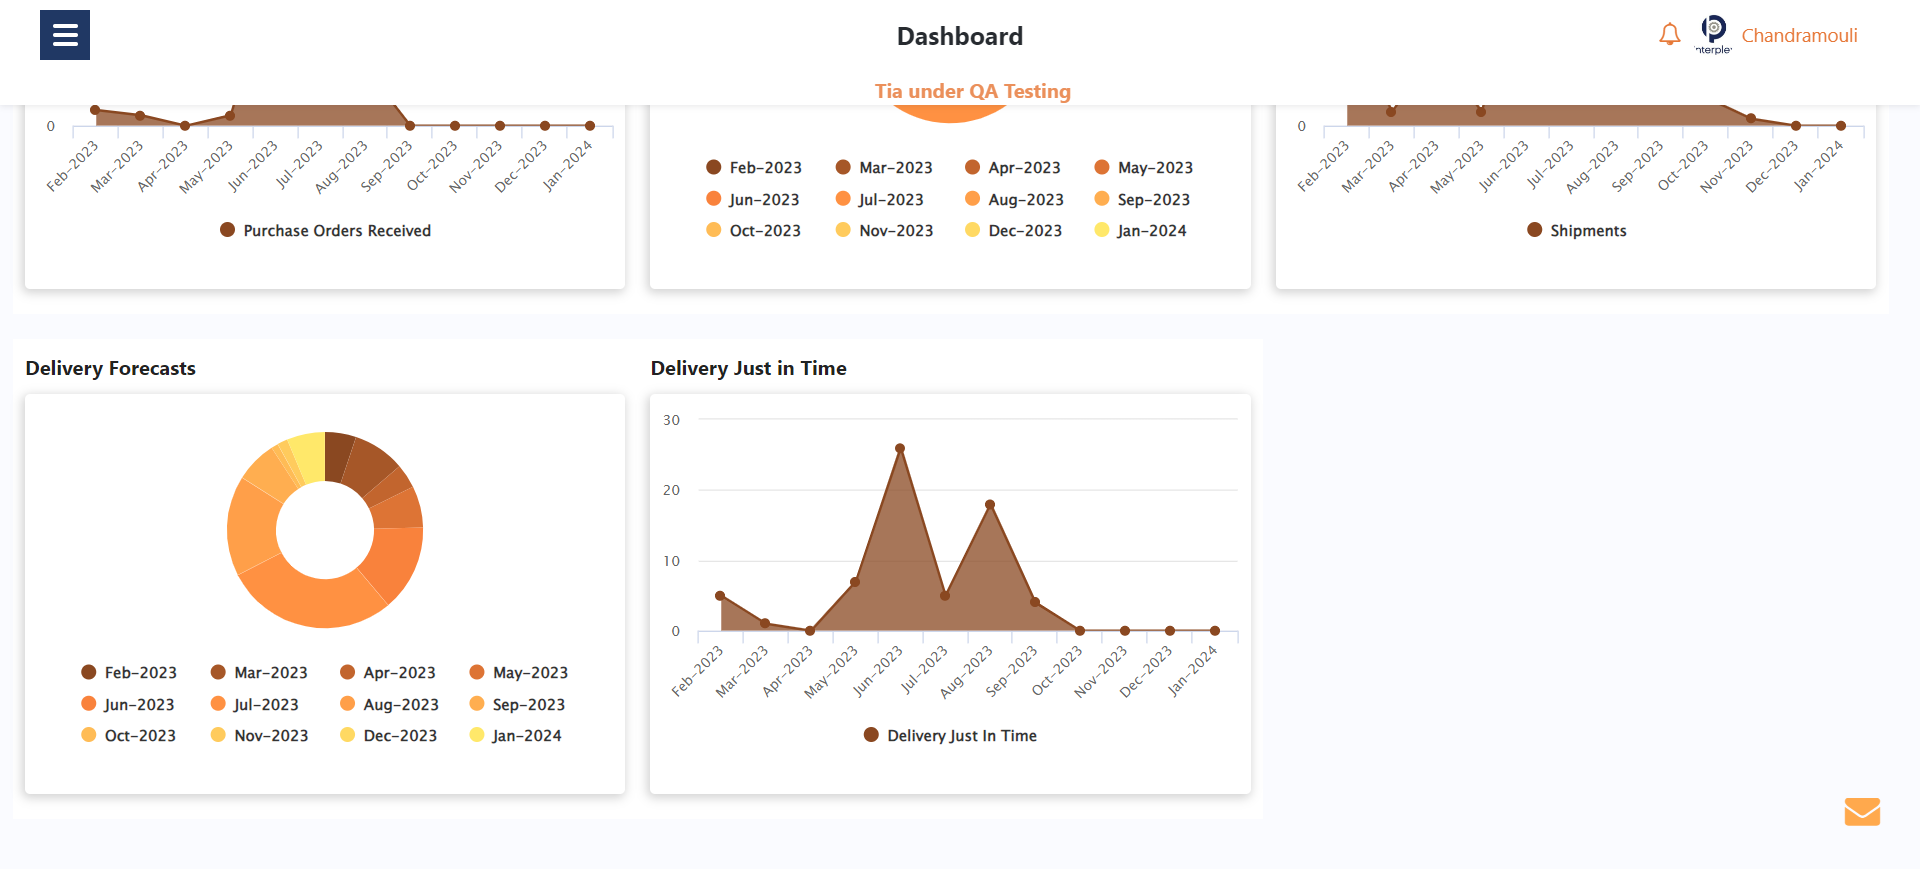 Dashboard
nterple
Chandramouli
Tia under QA Testing
0
Feb-2023 Mar-2023 Apr-2023 May-2023 Jun-2023 Jul-2023 Aug-2023 Sep-2023 Oct-2023 Nov-2023 Dec-2023 Jan-2024
Purchase Orders Received
Feb-2023 Mar-2023 Apr-2023 May-2023
Jun-2023 Jul-2023 Aug-2023 Sep-2023
Oct-2023 Nov-2023 Dec-2023 Jan-2024
0
Feb-2023 Mar-2023 Apr-2023 May-2023 Jun-2023 Jul-2023 Aug-2023 Sep-2023 Oct-2023 Nov-2023 Dec-2023 Jan-2024
Shipments
Delivery Forecasts
Feb-2023 Mar-2023 Apr-2023 May-2023
Jun-2023 Jul-2023 Aug-2023 Sep-2023
Oct-2023 Nov-2023 Dec-2023 Jan-2024
Delivery Just in Time
30
20
10
0
Feb-2023 Mar-2023 Apr-2023 May-2023 Jun-2023 Jul-2023 Aug-2023 Sep-2023 Oct-2023 Nov-2023 Dec-2023 Jan-2024
Delivery Just In Time